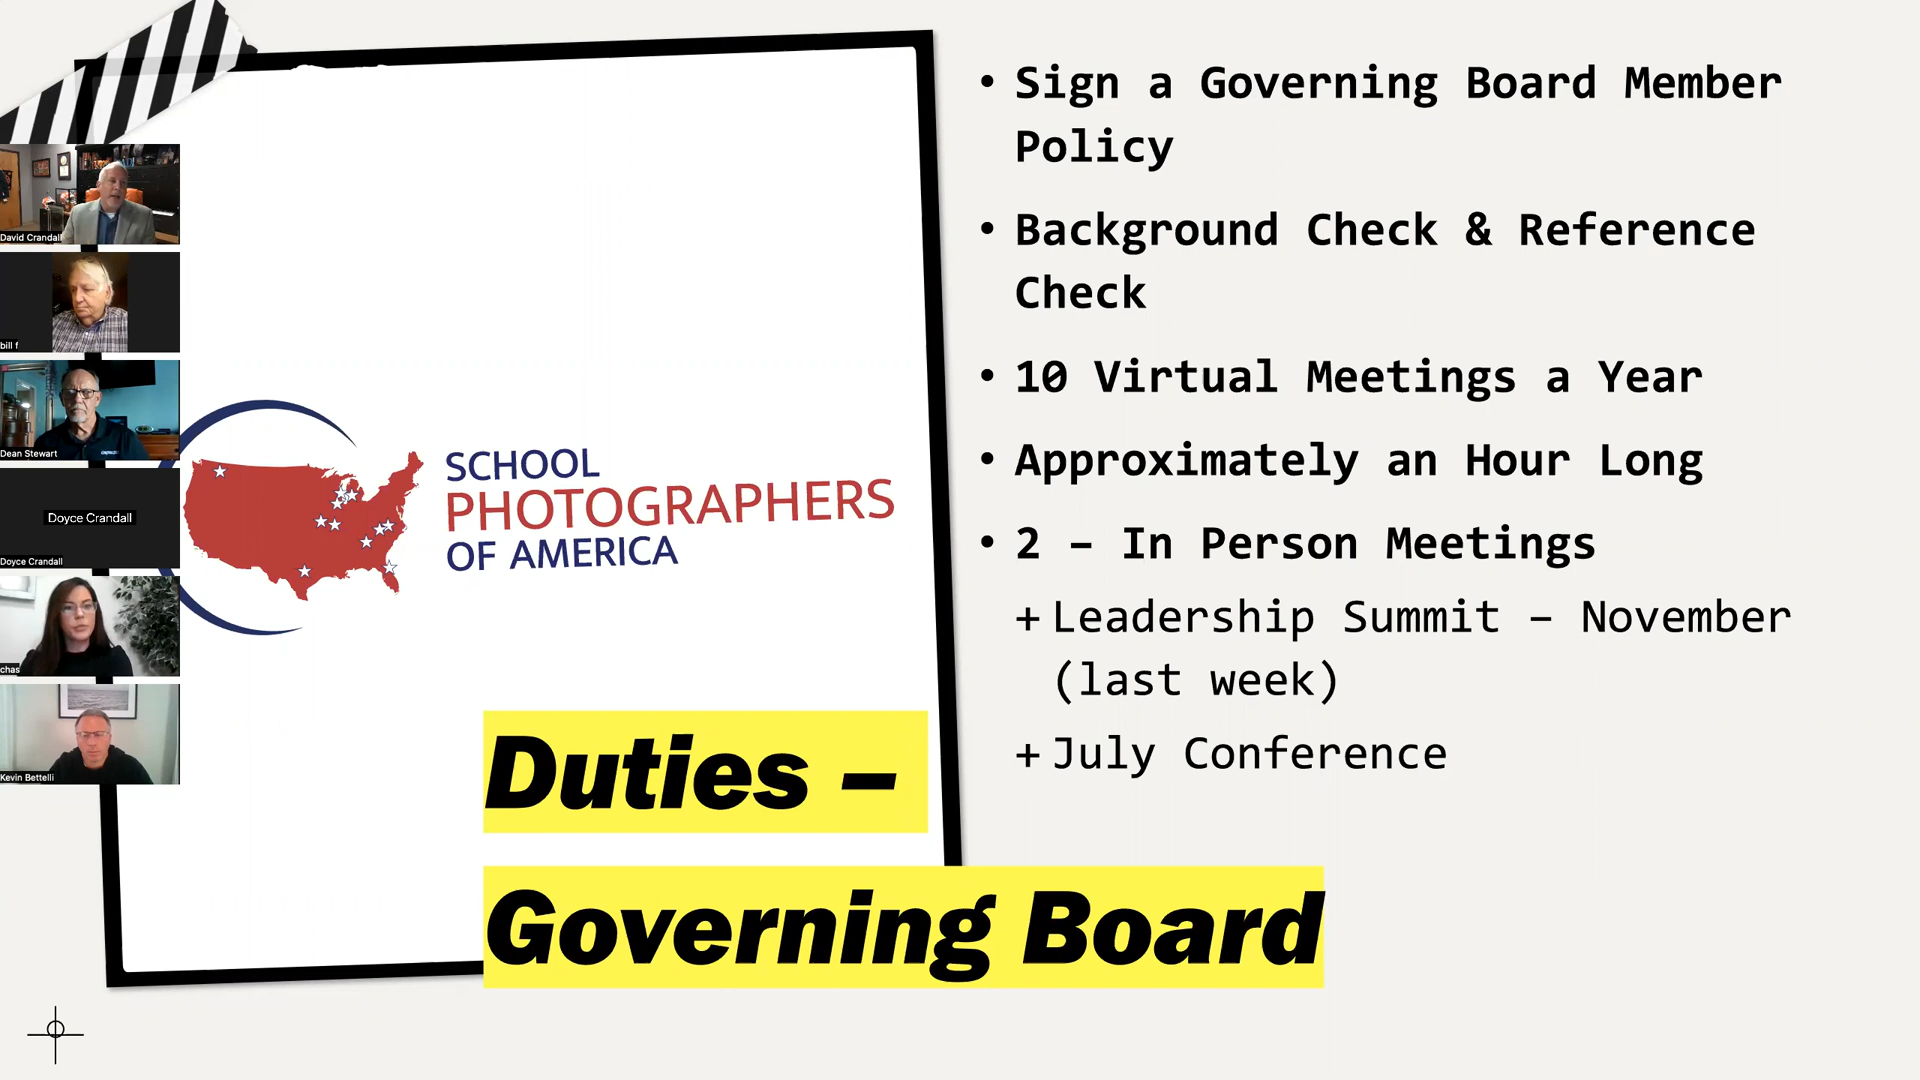 David Crandall
bill f
Dean Stewart
Doyce Crandall
Doyce Crandall
chas
Kevin Bettelli
SCHOOL
PHOTOGRAPHERS
OF AMERICA
Duties –
Governing Board
• Sign a Governing Board Member
Policy
• Background Check & Reference
Check
• 10 Virtual Meetings a Year
• Approximately an Hour Long
• 2 – In Person Meetings
+ Leadership Summit – November
(last week)
+ July Conference